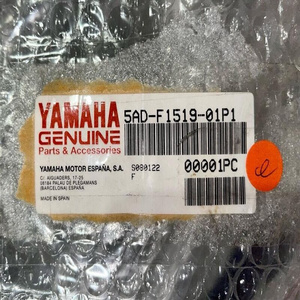 YAMAHA
GENUINE
Parts & Accessories
5AD-F1519-01P1
YAMAHA MOTOR ESPAÑA, S.A.
C/. AIGUADERS, 17-25
08184 PALAU DE PLEGAMANS
(BARCELONA) ESPAÑA
MADE IN SPAIN
S080122
F
00001PC
e